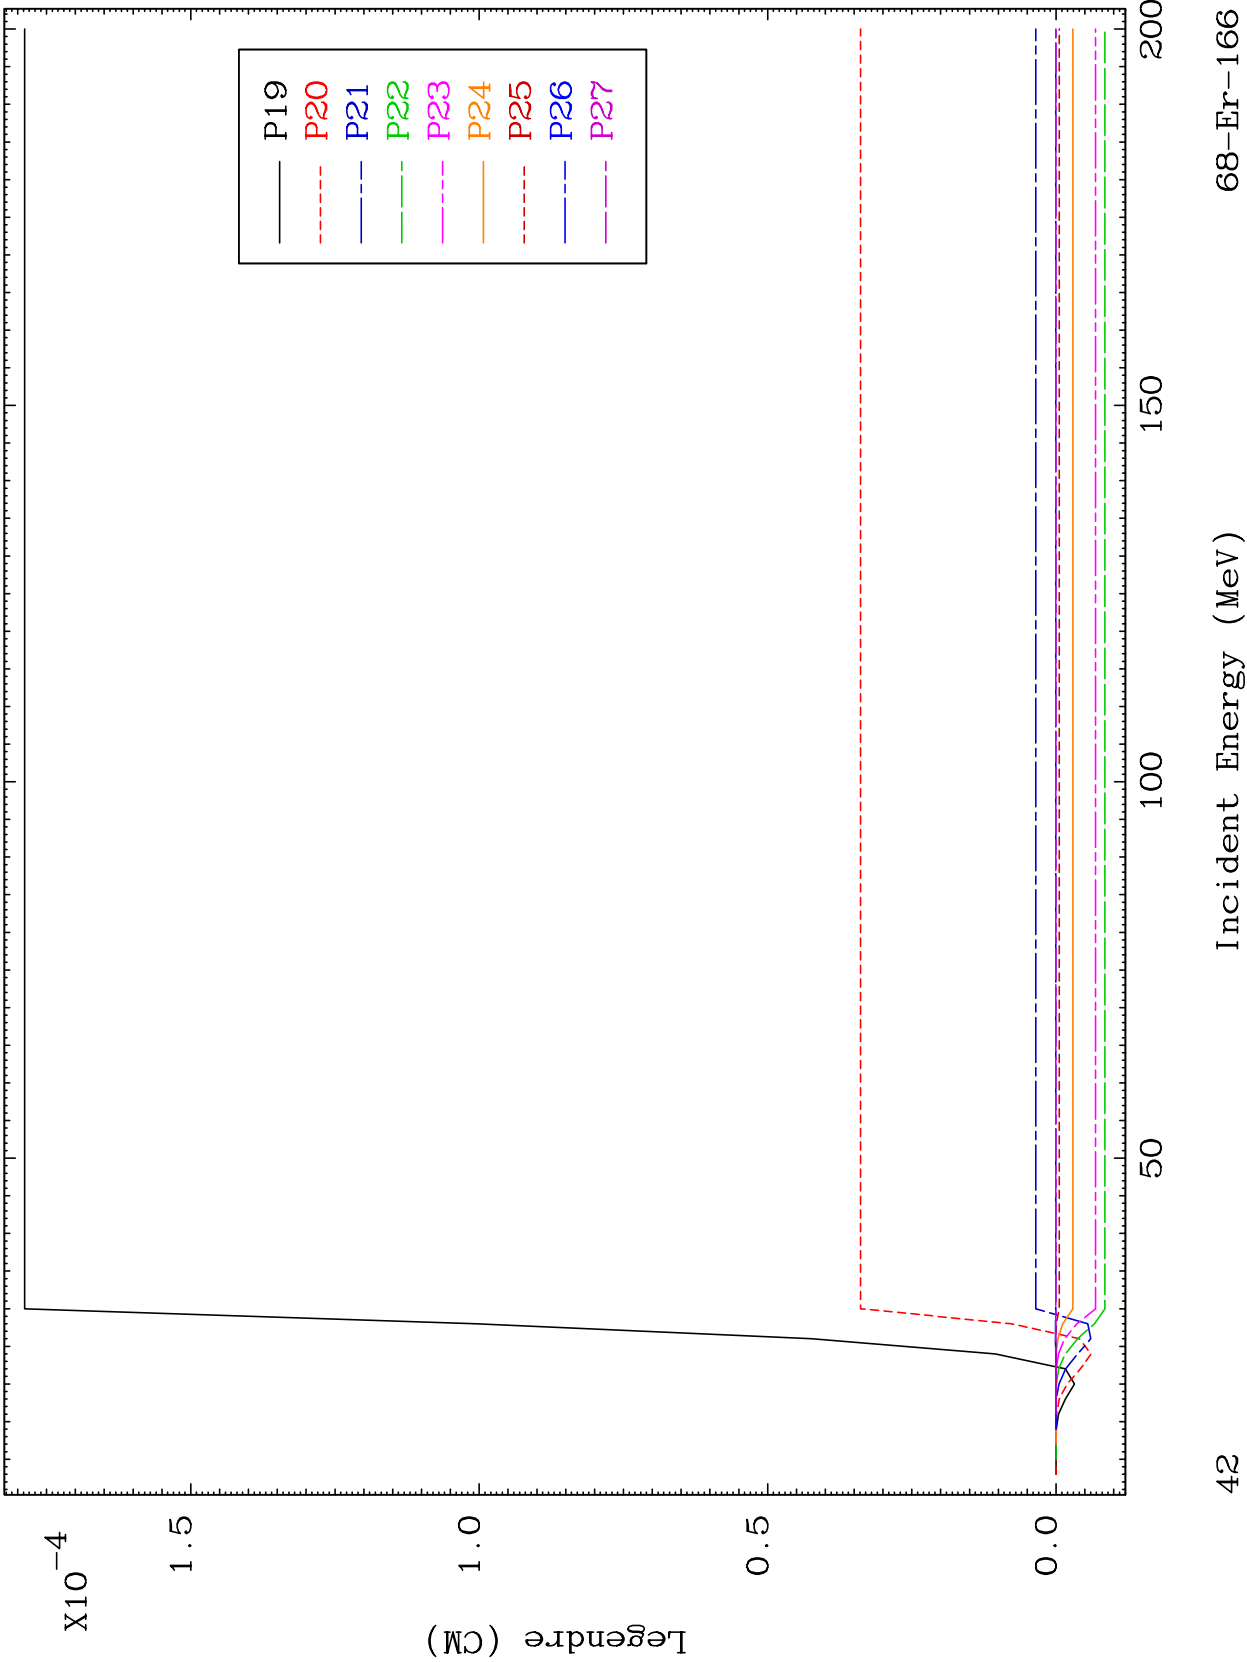 X10-4
1.5
1.0
0.5
0.0
Legendre (CM)
P19
P20
P21
P22
P23
P24
P25
P26
P27
50
100
150
200
42
Incident Energy (MeV)
68-Er-166